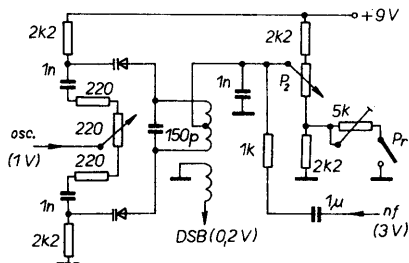 +9V
2k2
2k2
1n
220
P2
5k
osc.
(1V)
220
150p
1n
220
1k
Pr
1n
2k2
2k2
1µ
nf
(3V)
DSB(0,2V)